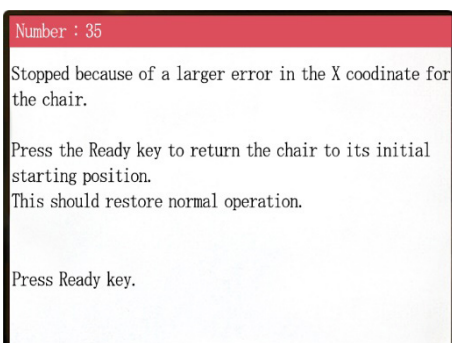 Number : 35
Stopped because of a larger error in the X coodinate for
the chair.
Press the Ready key to return the chair to its initial
starting position.
This should restore normal operation.
Press Ready key.